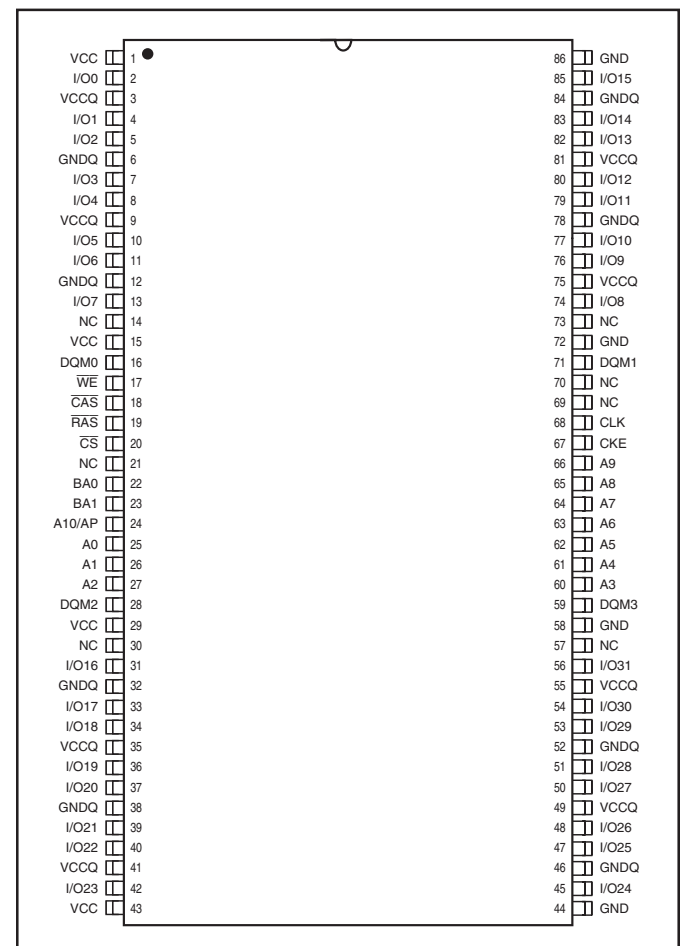 VCC 1 86 GND
I/O0 2 85 I/O15
VCCQ 3 84 GNDQ
I/O1 4 83 I/O14
I/O2 5 82 I/O13
GNDQ 6 81 VCCQ
I/O3 7 80 I/O12
I/O4 8 79 I/O11
VCCQ 9 78 GNDQ
I/O5 10 77 I/O10
I/O6 11 76 I/O9
GNDQ 12 75 VCCQ
I/O7 13 74 I/O8
NC 14 73 NC
VCC 15 72 GND
DQM0 16 71 DQM1
W̅E̅ 17 70 NC
C̅A̅S̅ 18 69 NC
R̅A̅S̅ 19 68 CLK
C̅S̅ 20 67 CKE
NC 21 66 A9
BA0 22 65 A8
BA1 23 64 A7
A10/AP 24 63 A6
A0 25 62 A5
A1 26 61 A4
A2 27 60 A3
DQM2 28 59 DQM3
VCC 29 58 GND
NC 30 57 NC
I/O16 31 56 I/O31
GNDQ 32 55 VCCQ
I/O17 33 54 I/O30
I/O18 34 53 I/O29
VCCQ 35 52 GNDQ
I/O19 36 51 I/O28
I/O20 37 50 I/O27
GNDQ 38 49 VCCQ
I/O21 39 48 I/O26
I/O22 40 47 I/O25
VCCQ 41 46 GNDQ
I/O23 42 45 I/O24
VCC 43 44 GND